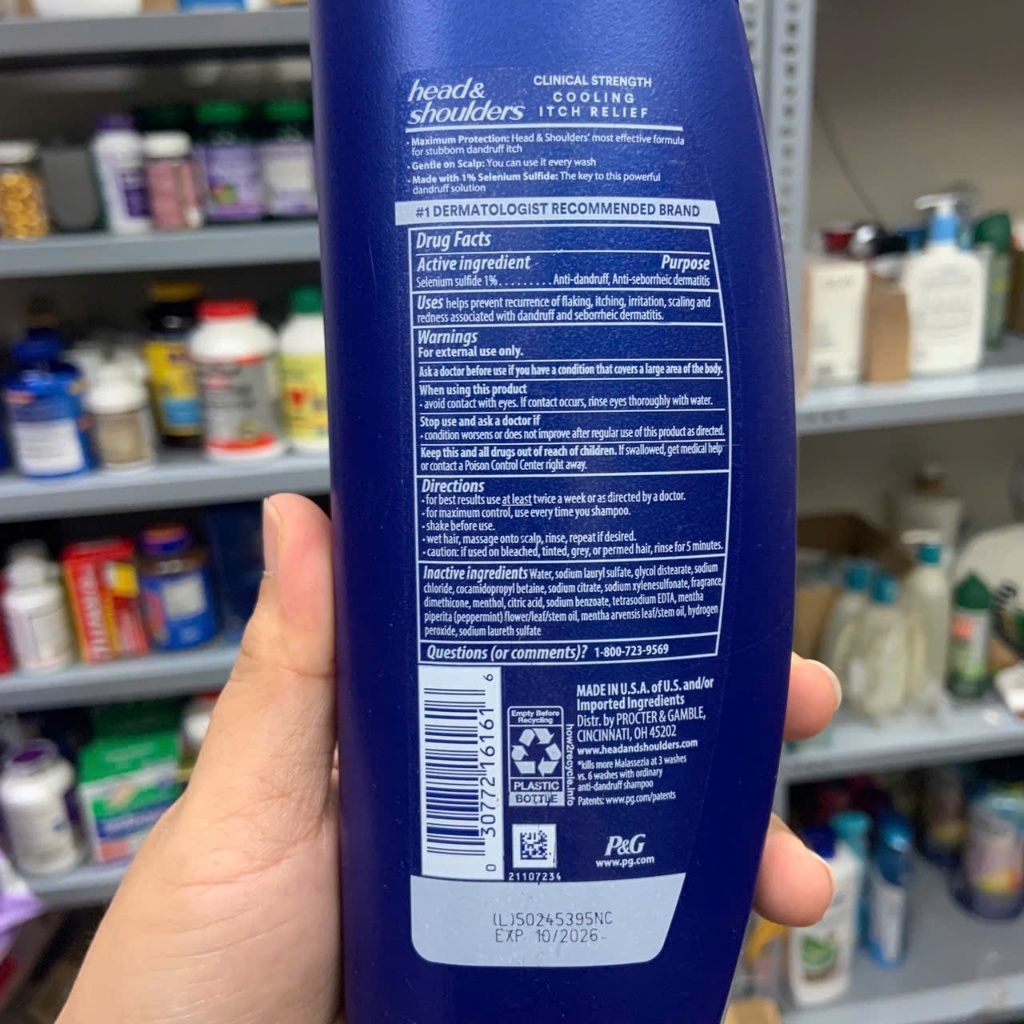 head &
shoulders
CLINICAL STRENGTH
COOLING
ITCH RELIEF
• Maximum Protection: Head & Shoulders' most effective formula
for stubborn dandruff itch
• Gentle on Scalp: You can use it every wash
• Made with 1% Selenium Sulfide: The key to this powerful
dandruff solution
#1 DERMATOLOGIST RECOMMENDED BRAND
Drug Facts
Active ingredient Purpose
Selenium sulfide 1%.........Anti-dandruff, Anti-seborrheic dermatitis
Uses helps prevent recurrence of flaking, itching, irritation, scaling and
redness associated with dandruff and seborrheic dermatitis.
Warnings
For external use only.
Ask a doctor before use if you have a condition that covers a large area of the body.
When using this product
• avoid contact with eyes. If contact occurs, rinse eyes thoroughly with water.
Stop use and ask a doctor if
• condition worsens or does not improve after regular use of this product as directed.
Keep this and all drugs out of reach of children. If swallowed, get medical help
or contact a Poison Control Center right away.
Directions
• for best results use at least twice a week or as directed by a doctor.
• for maximum control, use every time you shampoo.
• shake before use.
• wet hair, massage onto scalp, rinse, repeat if desired.
• caution: if used on bleached, tinted, grey, or permed hair, rinse for 5 minutes.
Inactive ingredients Water, sodium lauryl sulfate, glycol distearate, sodium
chloride, cocamidopropyl betaine, sodium citrate, sodium xylenesulfonate, fragrance,
dimethicone, menthol, citric acid, sodium benzoate, tetrasodium EDTA, mentha
piperita (peppermint) flower/leaf/stem oil, mentha arvensis leaf/stem oil, hydrogen
peroxide, sodium laureth sulfate
Questions (or comments)? 1-800-723-9569
0 30772 16161 6
Empty Before
Recycling
PLASTIC
BOTTLE
how2recycle.info
MADE IN U.S.A. of U.S. and/or
Imported Ingredients
Distr. by PROCTER & GAMBLE,
CINCINNATI, OH 45202
www.headandshoulders.com
*kills more Malassezia at 3 washes
vs. 6 washes with ordinary
anti-dandruff shampoo
Patents: www.pg.com/patents
21107234
P&G
www.pg.com
(L)50245395NC
EXP 10/2026-